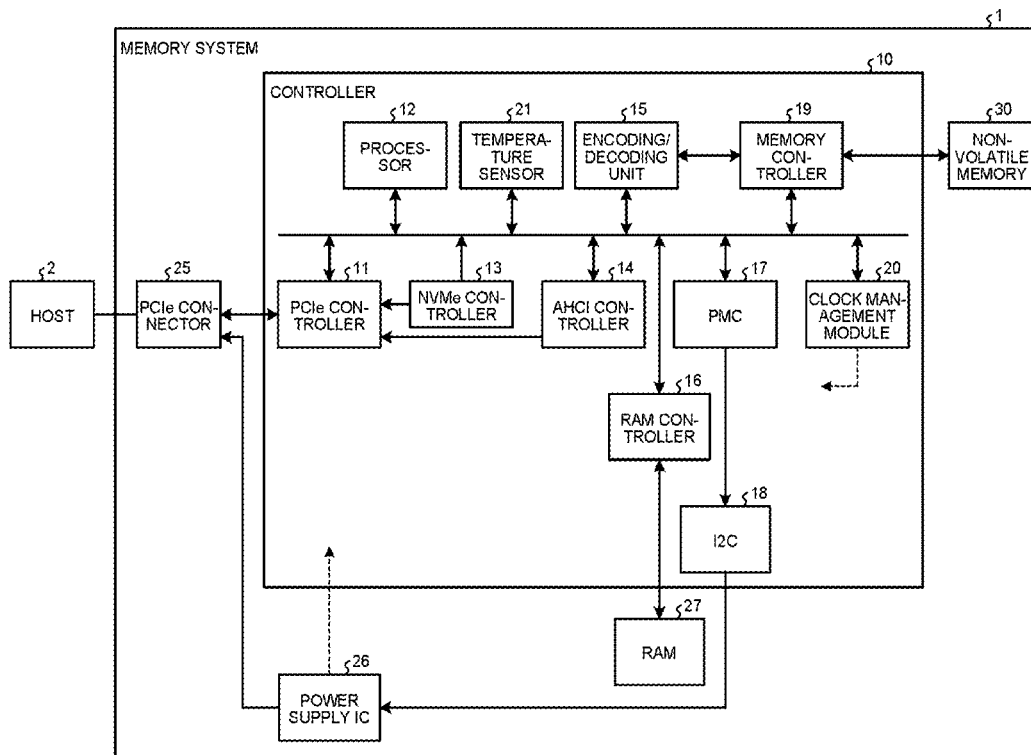 1
MEMORY SYSTEM
10
CONTROLLER
12
PROCES-
SOR
21
TEMPERA-
TURE
SENSOR
15
ENCODING/
DECODING
UNIT
19
MEMORY
CON-
TROLLER
30
NON-
VOLATILE
MEMORY
2
HOST
25
PCIe CON-
NECTOR
11
PCIe CON-
TROLLER
13
NVMe CON-
TROLLER
14
AHCI CON-
TROLLER
17
PMC
20
CLOCK MAN-
AGEMENT
MODULE
16
RAM CON-
TROLLER
18
I2C
27
RAM
26
POWER
SUPPLY IC